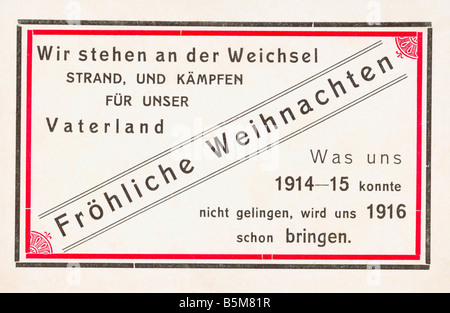 Wir stehen an der Weichsel
STRAND, UND KÄMPFEN
FÜR UNSER
Vaterland
Fröhliche Weihnachten
Was uns
1914—15 konnte
nicht gelingen, wird uns 1916
schon bringen.
alamy
B5M81R
www.alamy.com